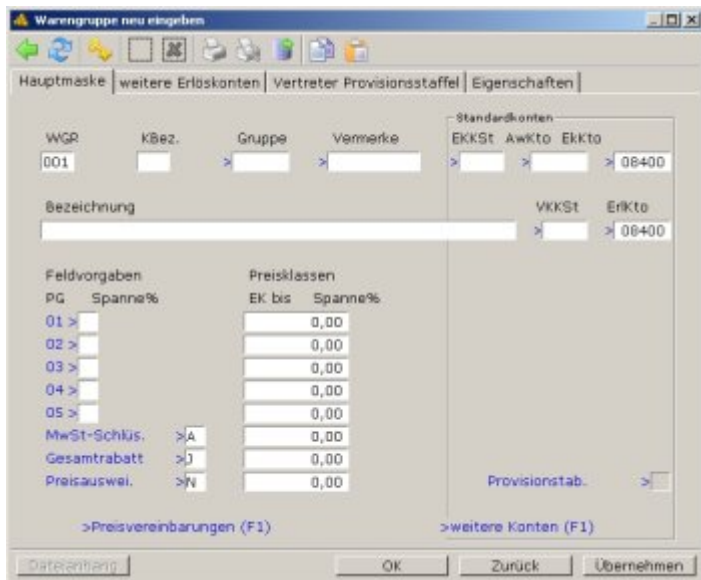 Warengruppe neu eingeben
Hauptmaske weitere Erlöskonten Vertreter Provisionsstaffel Eigenschaften
Standardkonten
WGR KBez. Gruppe Vermerke EKKSt AwKto EkKto
001 > > > > > 08400
Bezeichnung VKKSt ErlKto
> > 08400
Feldvorgaben Preisklassen
PG Spanne% EK bis Spanne%
01 > 0,00
02 > 0,00
03 > 0,00
04 > 0,00
05 > 0,00
MwSt-Schlüs. >A 0,00
Gesamtrabatt >J 0,00
Preisauswei. >N 0,00 Provisionstab. >
>Preisvereinbarungen (F1) >weitere Konten (F1)
Dateianhang OK Zurück Übernehmen